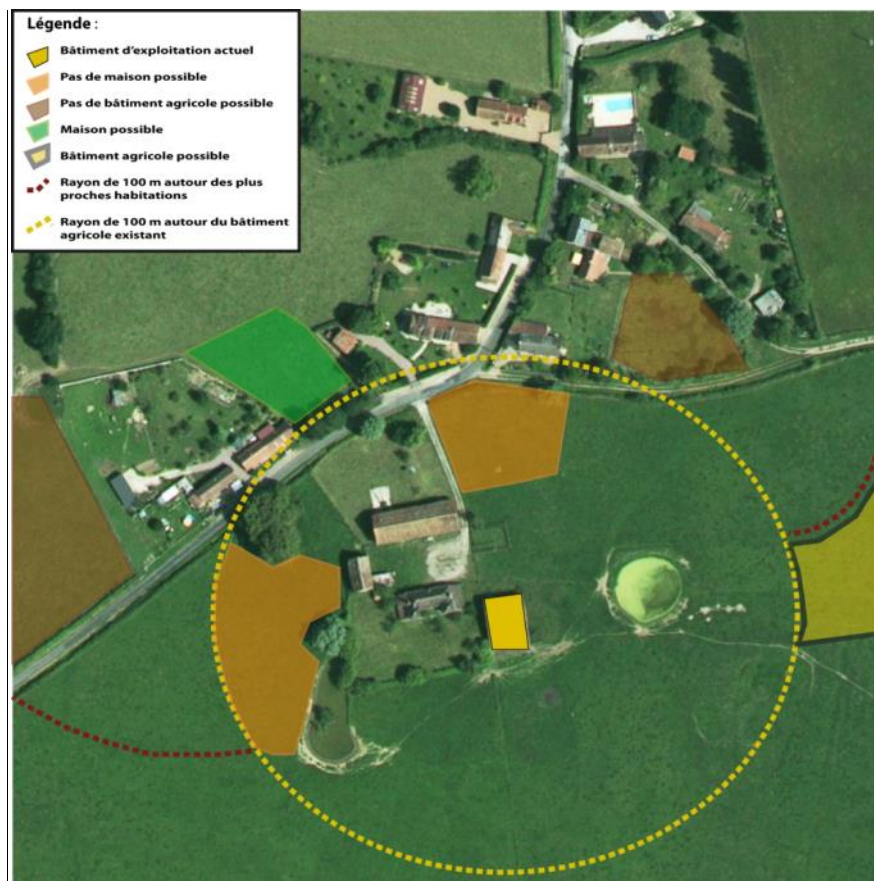 Légende :
Bâtiment d'exploitation actuel
Pas de maison possible
Pas de bâtiment agricole possible
Maison possible
Bâtiment agricole possible
Rayon de 100 m autour des plus
proches habitations
Rayon de 100 m autour du bâtiment
agricole existant